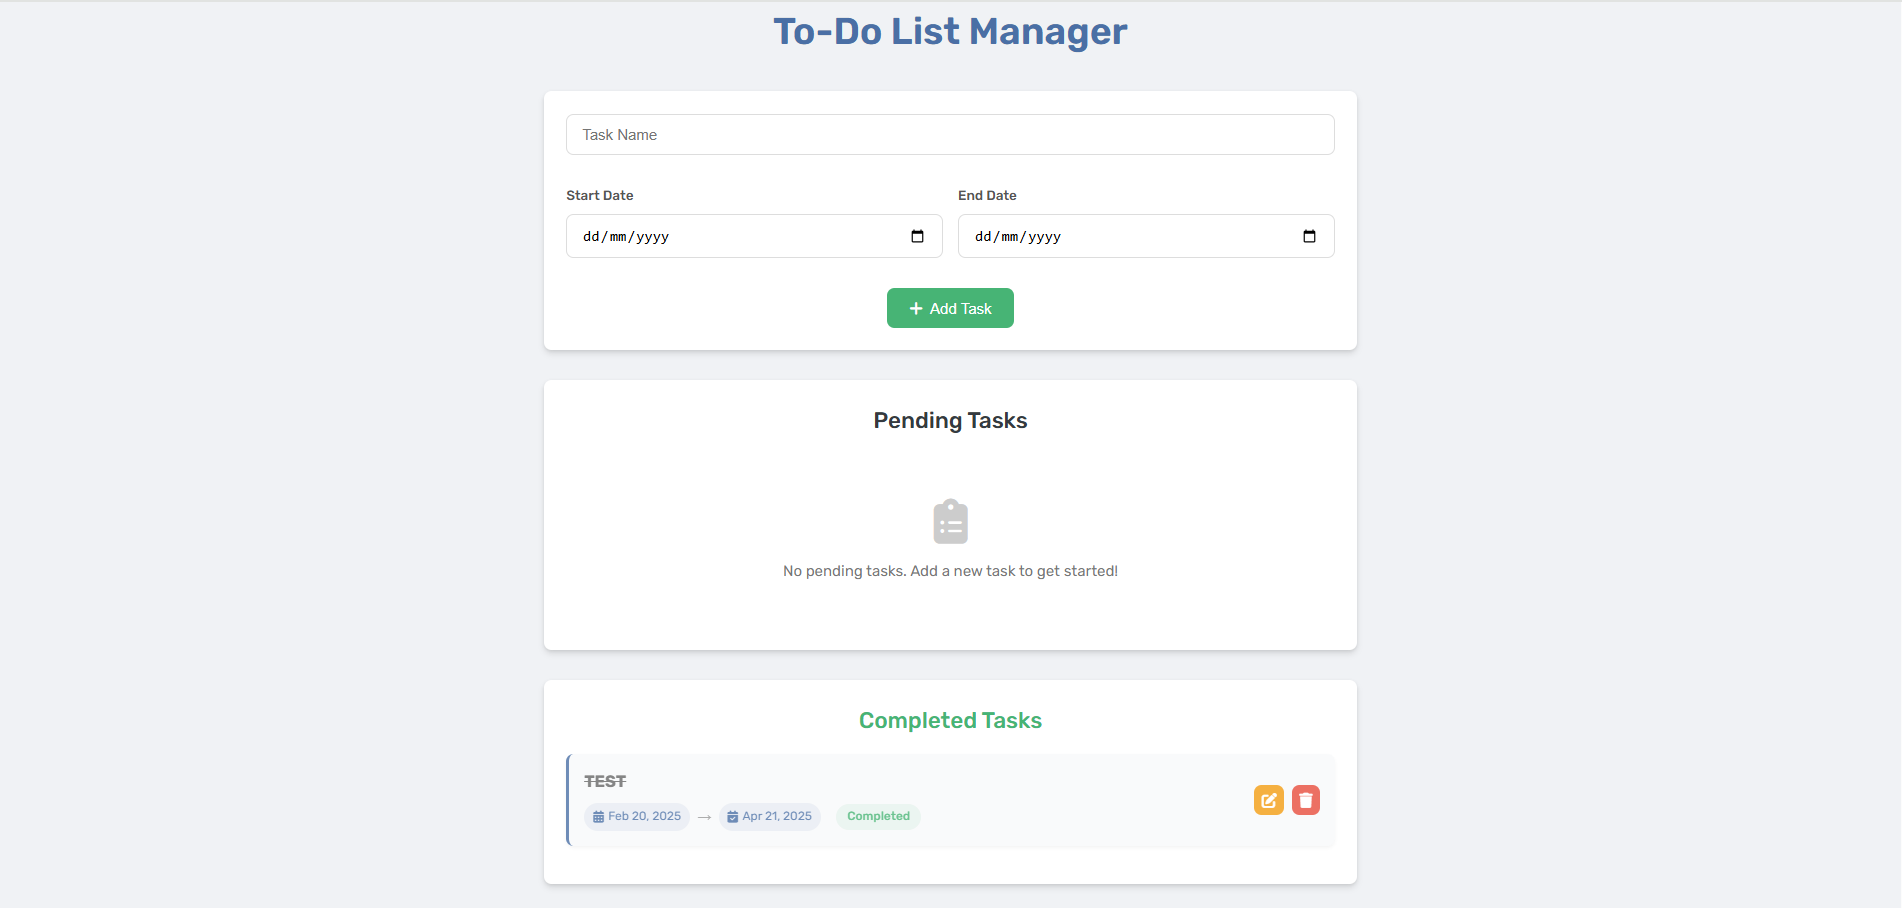 To-Do List Manager
Task Name
Start Date
End Date
dd/mm/yyyy
dd/mm/yyyy
+ Add Task
Pending Tasks
No pending tasks. Add a new task to get started!
Completed Tasks
TEST
Feb 20, 2025 → Apr 21, 2025 Completed